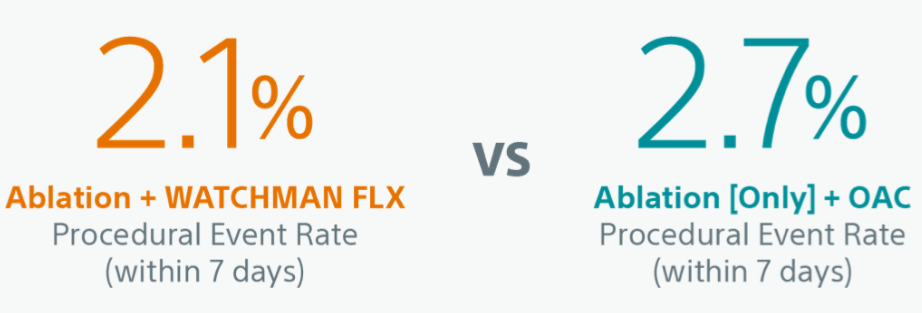 2.1%
Ablation + WATCHMAN FLX
Procedural Event Rate
(within 7 days)
vs
2.7%
Ablation [Only] + OAC
Procedural Event Rate
(within 7 days)